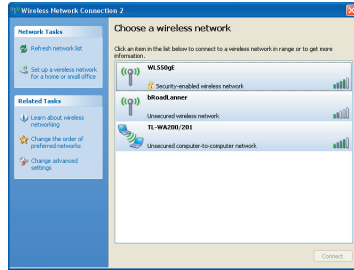 Wireless Network Connection 2
Network Tasks
Refresh network list
Set up a wireless network
for a home or small office
Related Tasks
Learn about wireless
networking
Change the order of
preferred networks
Change advanced
settings
Choose a wireless network
Click an item in the list below to connect to a wireless network in range or to get more
information.
WL550gE
Security-enabled wireless network
bRoadLanner
Unsecured wireless network
TL-WA200/201
Unsecured computer-to-computer network
Connect